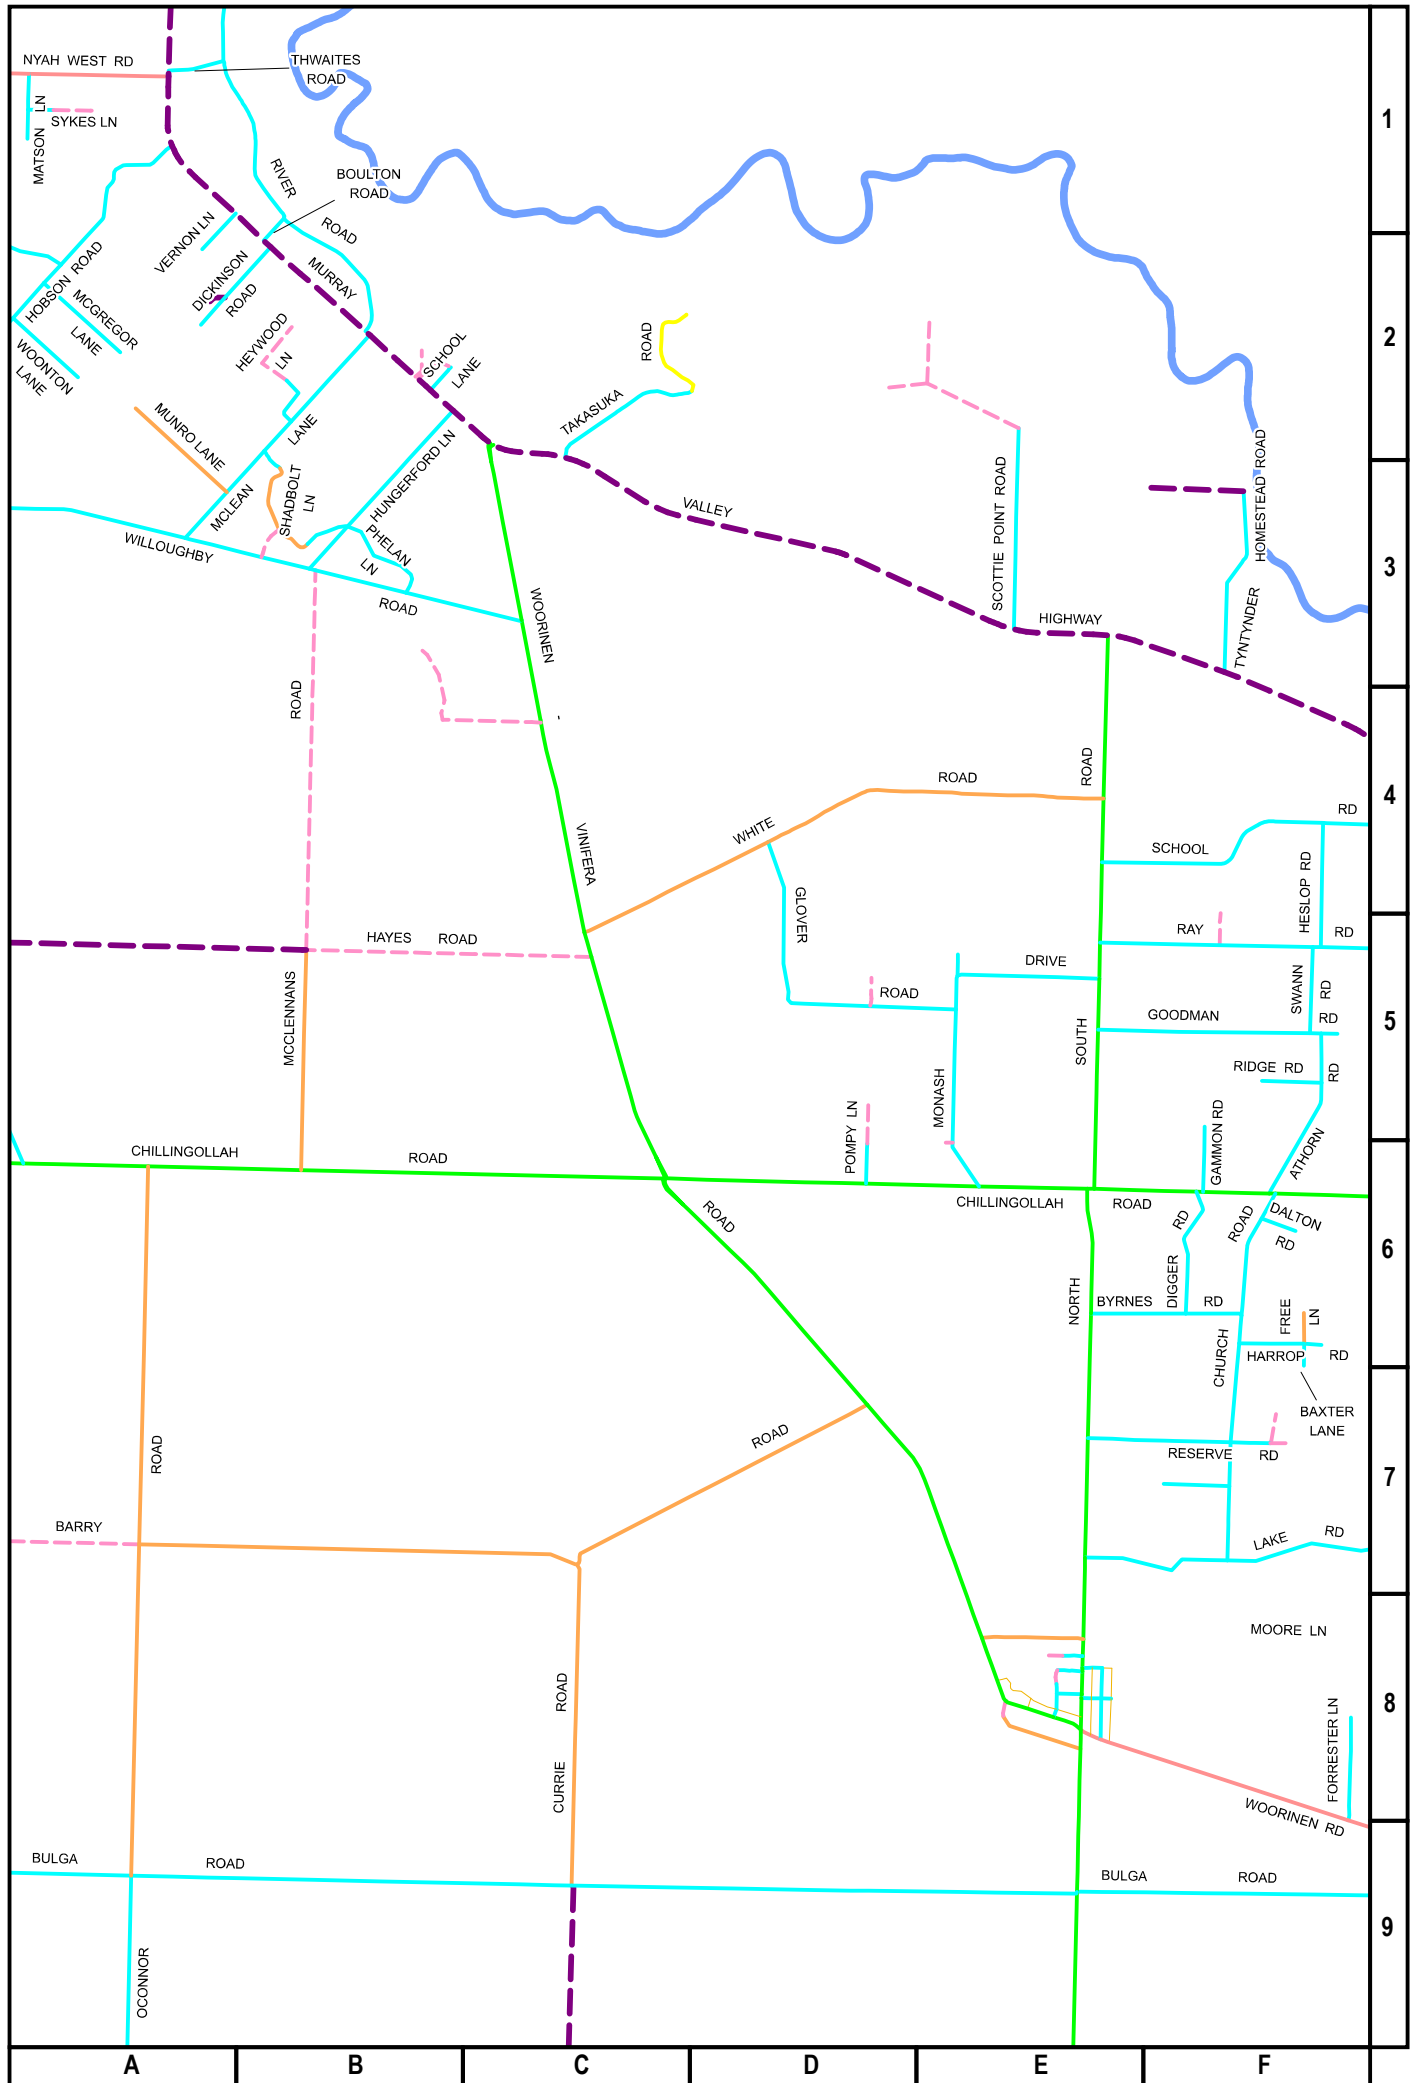 NYAH WEST RD
THWAITES
ROAD
1
LN
SYKES LN
MATSON
BOULTON
ROAD
RIVER
ROAD
VERNON LN
HOBSON ROAD
DICKINSON
ROAD
MURRAY
MCGREGOR
LANE
WOONTON
LANE
HEYWOOD
LN
SCHOOL
LANE
ROAD
2
TAKASUKA
MUNRO LANE
LANE
HUNGERFORD LN
SHADBOLT
LN
MCLEAN
PHELAN
LN
WILLOUGHBY
ROAD
VALLEY
SCOTTIE POINT ROAD
HOMESTEAD ROAD
3
HIGHWAY
TYNTYNDER
WOORINEN
ROAD
ROAD
ROAD
4
RD
WHITE
VINIFERA
SCHOOL
HESLOP RD
GLOVER
RAY
RD
HAYES ROAD
DRIVE
MCCLENNANS
ROAD
SWANN
RD
GOODMAN
RD
5
SOUTH
RIDGE RD
RD
MONASH
POMPY LN
GAMMON RD
ATHORN
CHILLINGOLLAH
ROAD
CHILLINGOLLAH
ROAD
ROAD
RD
ROAD
DALTON
RD
6
DIGGER
NORTH
BYRNES
RD
FREE
LN
CHURCH
HARROP
RD
BAXTER
LANE
ROAD
ROAD
RESERVE
RD
7
BARRY
LAKE
RD
MOORE LN
ROAD
8
CURRIE
FORRESTER LN
WOORINEN RD
BULGA
ROAD
BULGA
ROAD
9
OCONNOR
A
B
C
D
E
F